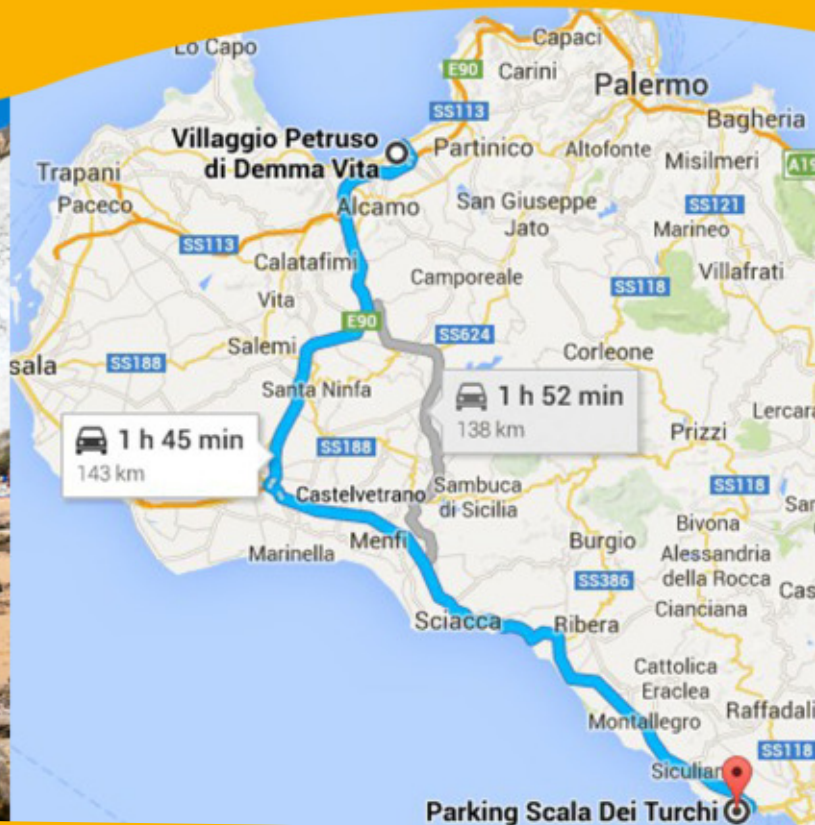 Lo Capo
Capaci
E90
Carini
Palermo
SS113
Bagheria
Villaggio Petruso
di Demma Vita
Partinico
Altofonte
Misilmeri
A19
Trapani
Paceco
Alcamo
San Giuseppe
Jato
SS121
Marineo
SS113
Calatafimi
Camporeale
Villafrati
SS118
Vita
E90
SS624
Salemi
Corleone
sala
SS188
Santa Ninfa
1 h 52 min
138 km
Lercara
Prizzi
1 h 45 min
143 km
SS188
SS118
Castelvetrano
Sambuca
di Sicilia
San
Bivona
Marinella
Menfi
Burgio
Alessandria
della Rocca
SS386
Cas
Cianciana
Sciacca
Ribera
Cattolica
Eraclea
Raffadali
Montallegro
SS118
Sicilian
Parking Scala Dei Turchi